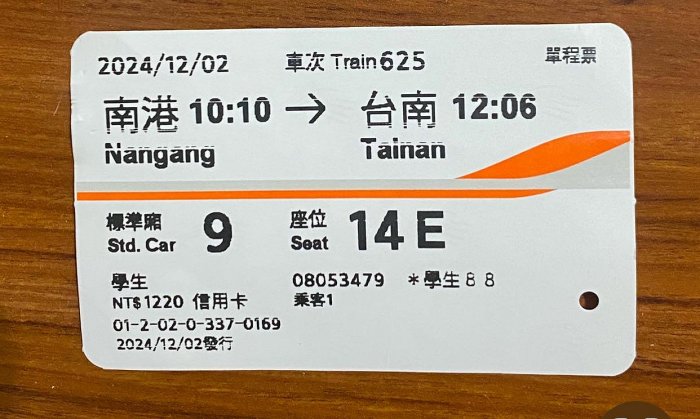 2024/12/02 車次 Train 625 單程票
南港 10:10 → 台南 12:06
Nangang Tainan
標準廂 9 座位 14 E
Std. Car Seat
學生 08053479 *學生88
NT$1220 信用卡 乘客1
01-2-02-0-337-0169
2024/12/02發行